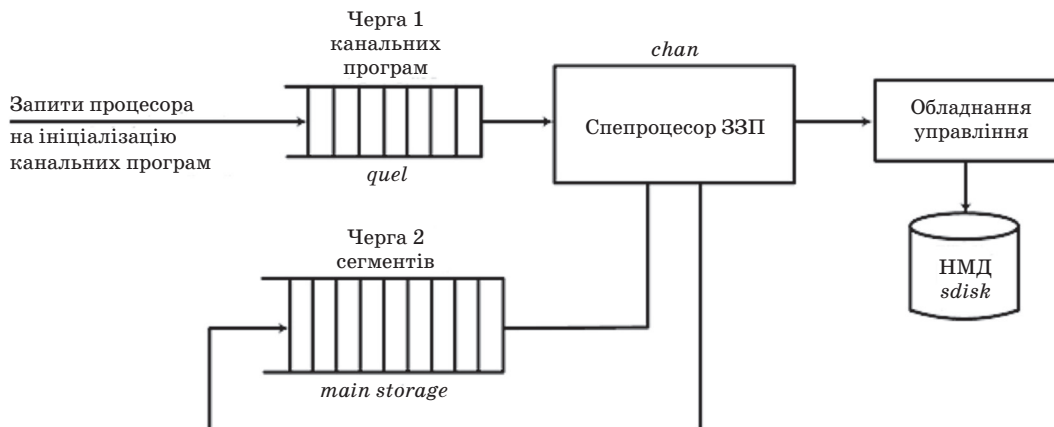 Черга 1
канальних
програм
chan
Запити процесора
на ініціалізацію
канальних програм
quel
Спепроцесор ЗЗП
Обладнання
управління
Черга 2
сегментів
НМД
sdisk
main storage